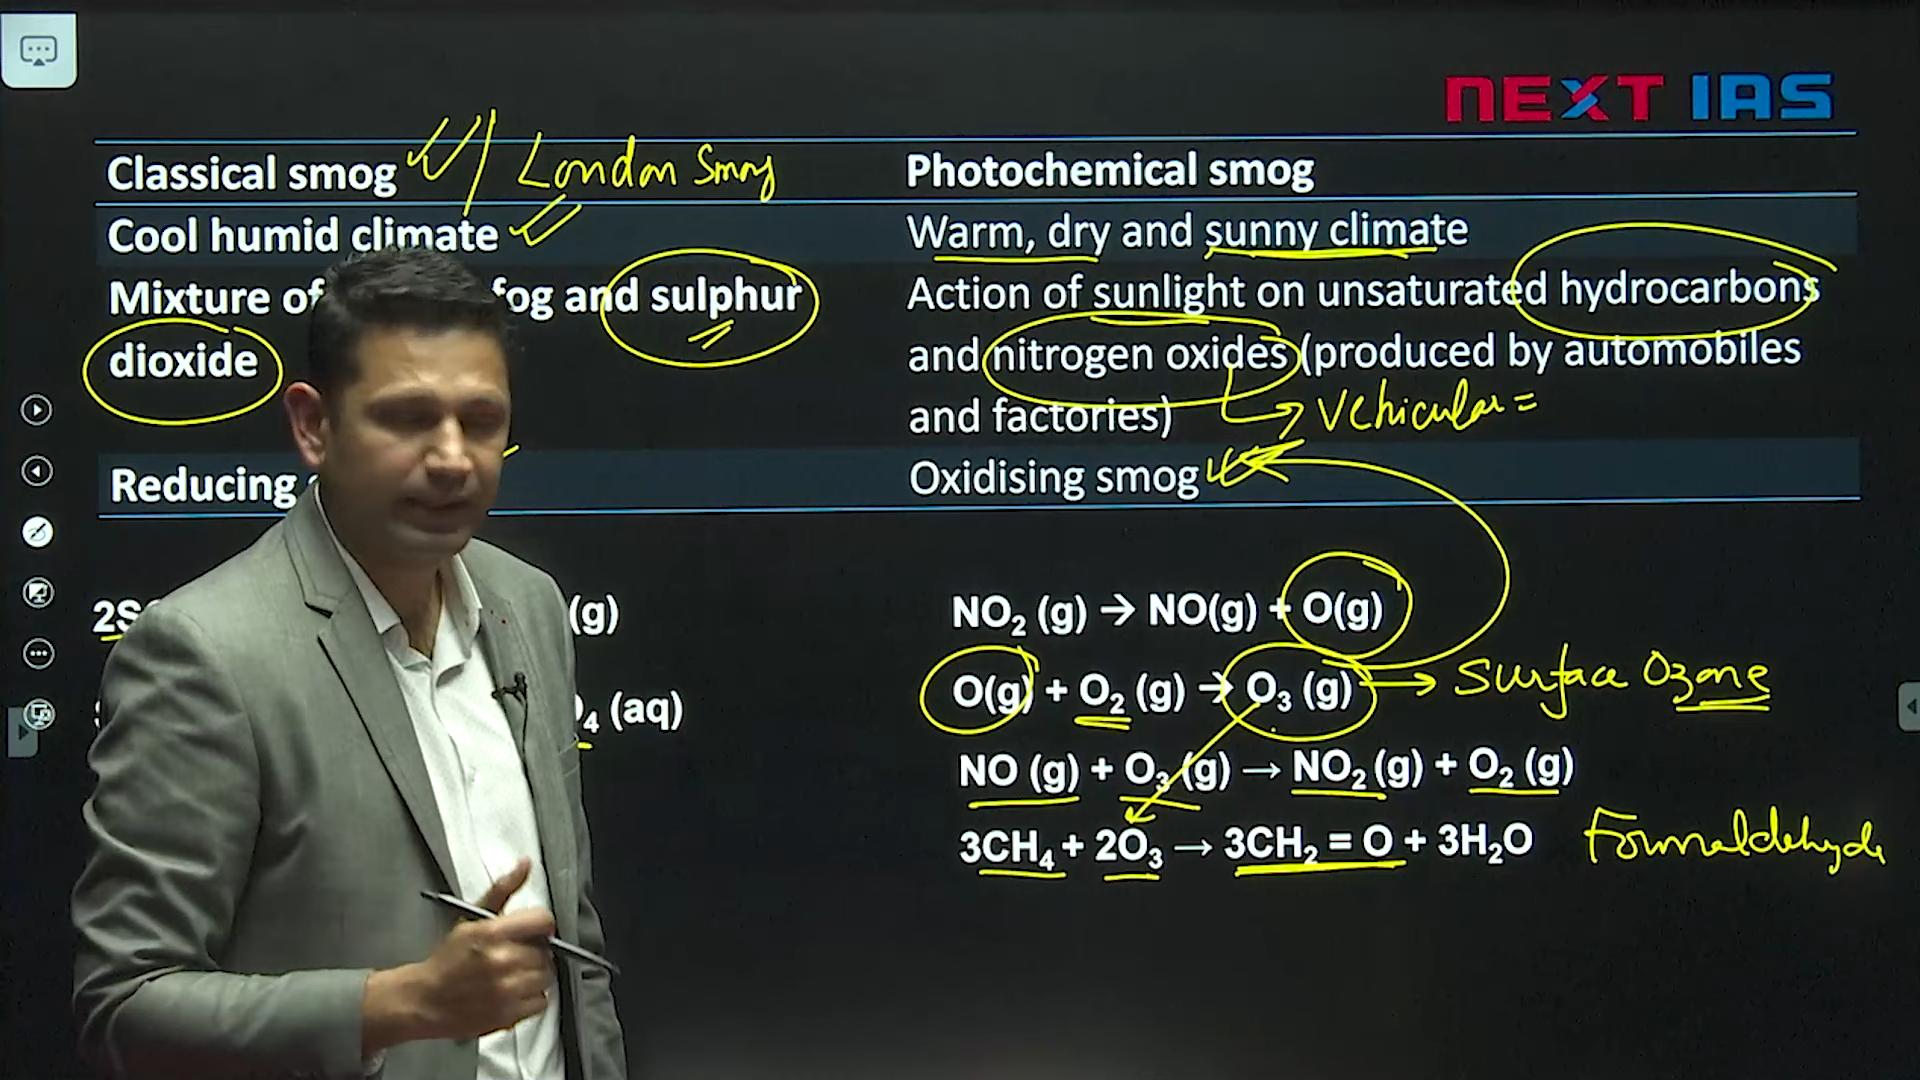 NEXT IAS
Classical smog London Smog
Photochemical smog
Cool humid climate
Warm, dry and sunny climate
Mixture of fog and sulphur
dioxide
Action of sunlight on unsaturated hydrocarbons
and nitrogen oxides (produced by automobiles
and factories) Vehicular =
Reducing
Oxidising smog
2S (g)
4 (aq)
NO₂ (g) → NO(g) + O(g)
O(g) + O₂ (g) → O₃ (g) → Surface Ozone
NO (g) + O₃ (g) → NO₂ (g) + O₂ (g)
3CH₄ + 2O₃ → 3CH₂ = O + 3H₂O Formaldehyde